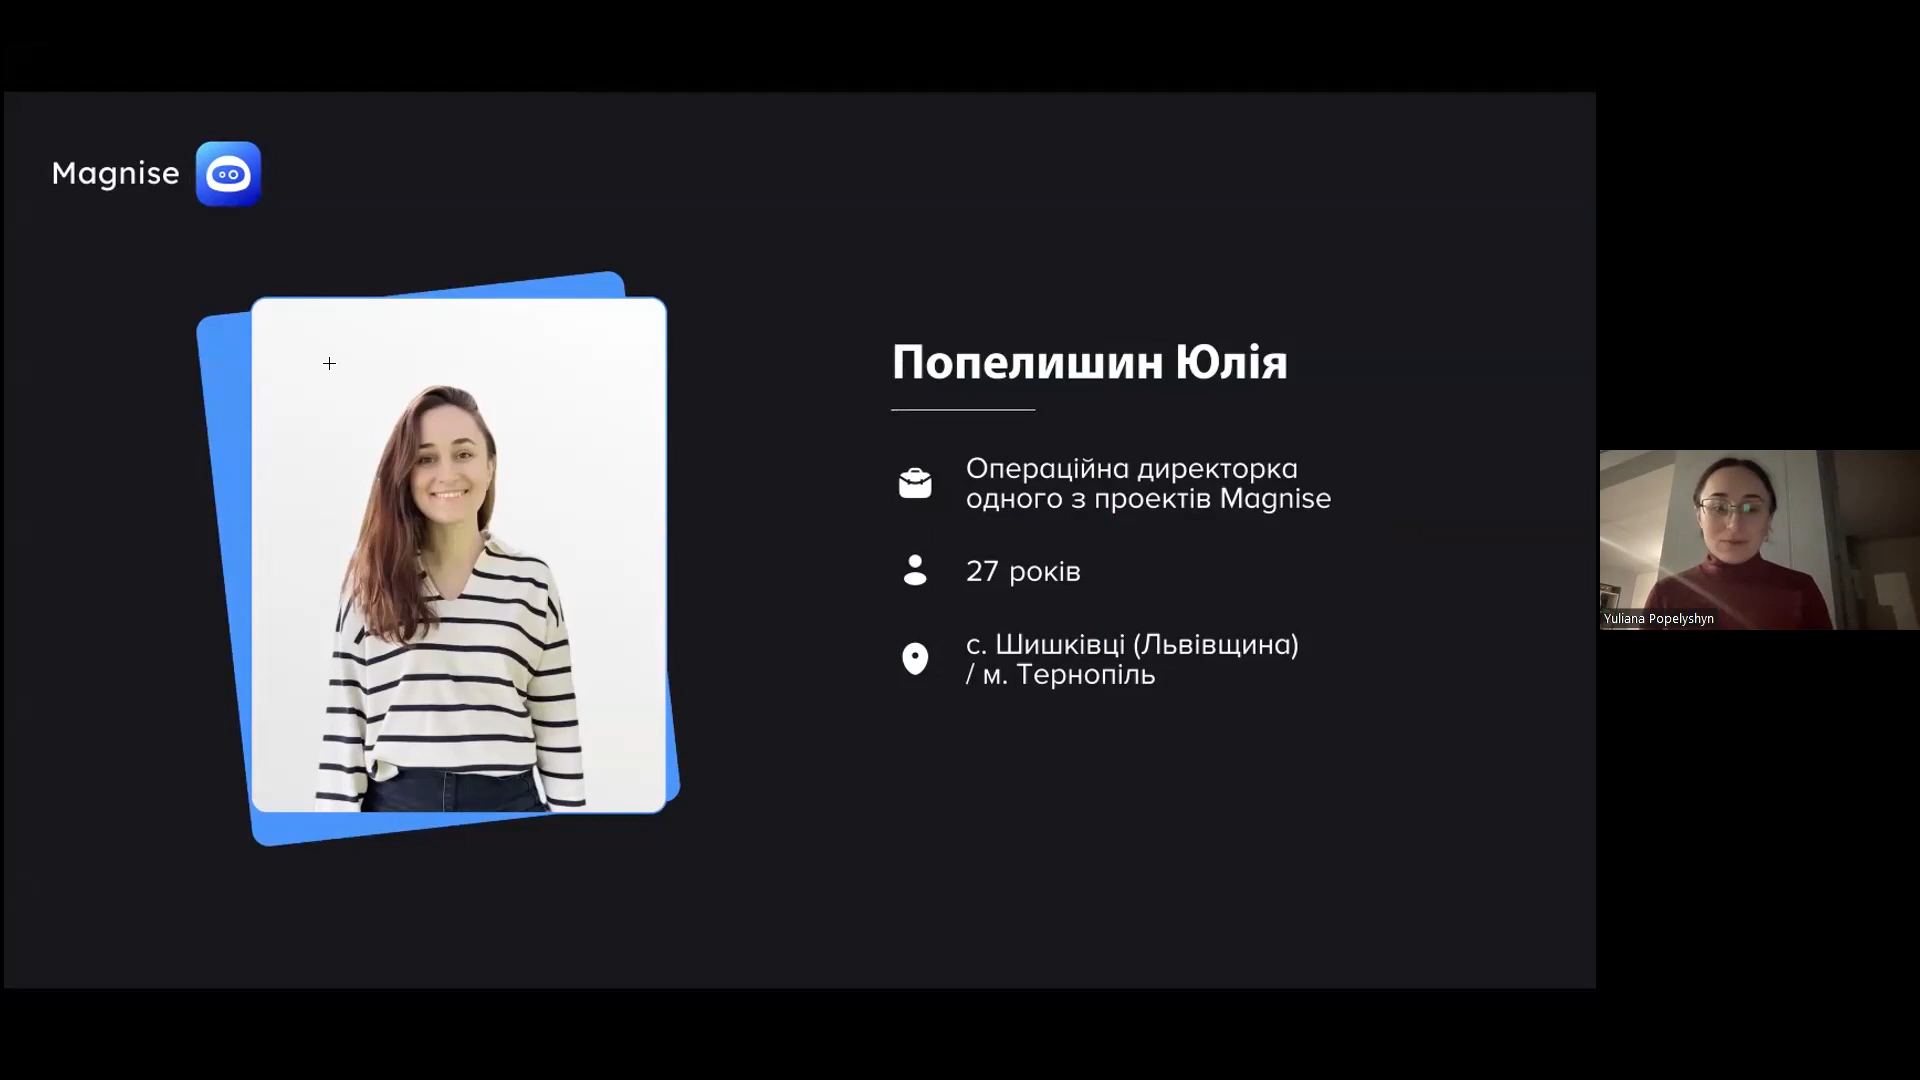 Magnise
Попелишин Юлія
Операційна директорка
одного з проектів Magnise
27 років
с. Шишківці (Львівщина)
/ м. Тернопіль
Yuliana Popelyshyn